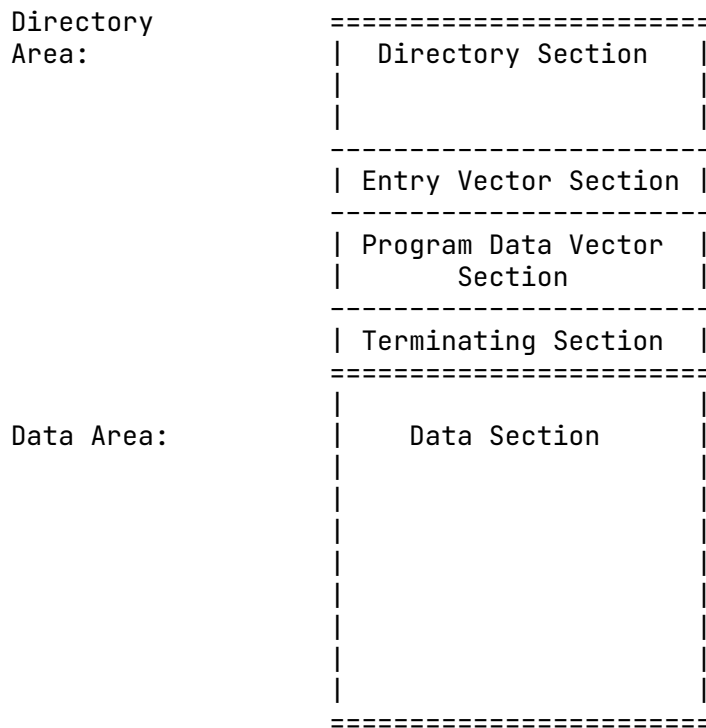 Directory
Area:
Directory Section
Entry Vector Section
Program Data Vector
Section
Terminating Section
Data Area:
Data Section